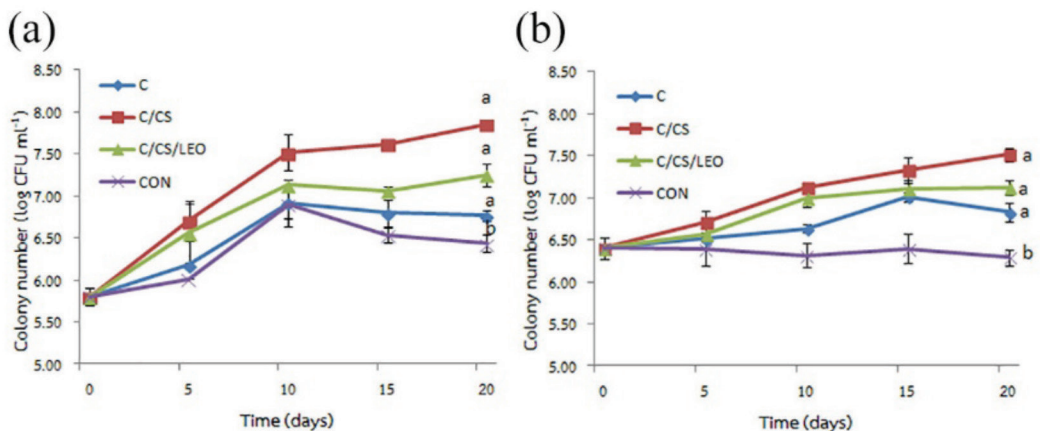 (a)
8.50
8.00
7.50
7.00
6.50
6.00
5.50
5.00
Colony number (log CFU ml⁻¹)
C
C/CS
C/CS/LEO
CON
a
a
a
b
0 5 10 15 20
Time (days)
(b)
8.50
8.00
7.50
7.00
6.50
6.00
5.50
5.00
Colony number (log CFU ml⁻¹)
C
C/CS
C/CS/LEO
CON
a
a
a
b
0 5 10 15 20
Time (days)